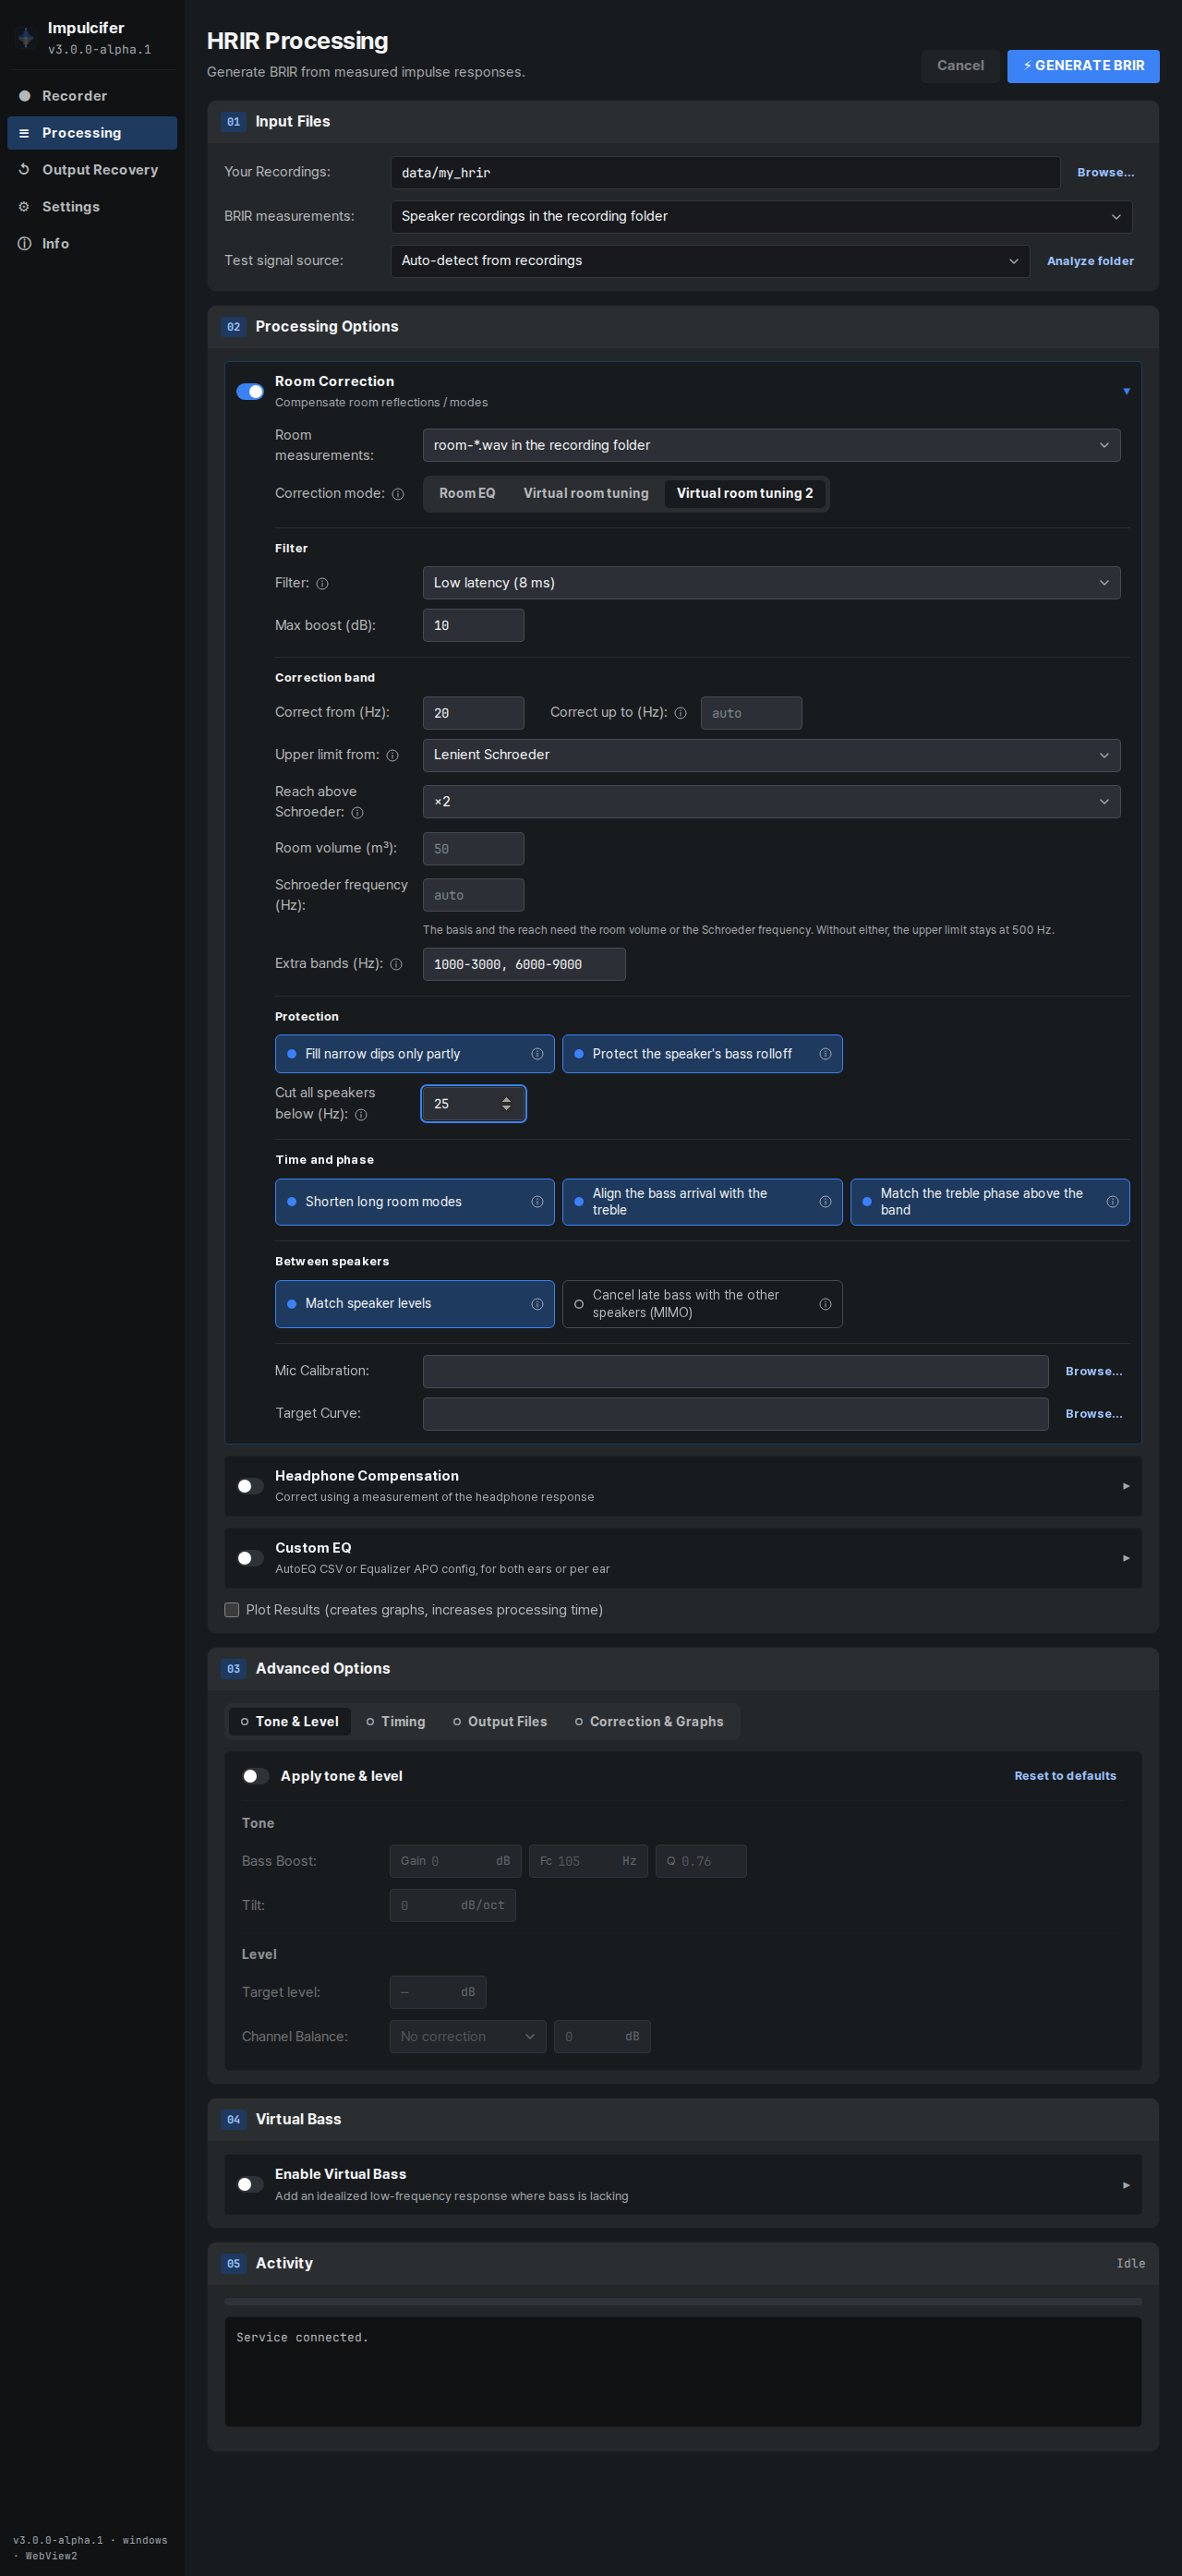 Impulcifer
v3.0.0-alpha.1
Recorder
Processing
Output Recovery
Settings
Info
v3.0.0-alpha.1 · windows
· WebView2
HRIR Processing
Generate BRIR from measured impulse responses.
Cancel
⚡ GENERATE BRIR
01 Input Files
Your Recordings: data/my_hrir Browse...
BRIR measurements: Speaker recordings in the recording folder
Test signal source: Auto-detect from recordings Analyze folder
02 Processing Options
Room Correction
Compensate room reflections / modes
Room
measurements:
room-*.wav in the recording folder
Correction mode: Room EQ Virtual room tuning Virtual room tuning 2
Filter
Filter: Low latency (8 ms)
Max boost (dB): 10
Correction band
Correct from (Hz): 20 Correct up to (Hz): auto
Upper limit from: Lenient Schroeder
Reach above
Schroeder:
×2
Room volume (m³): 50
Schroeder frequency
(Hz):
auto
The basis and the reach need the room volume or the Schroeder frequency. Without either, the upper limit stays at 500 Hz.
Extra bands (Hz): 1000-3000, 6000-9000
Protection
Fill narrow dips only partly
Protect the speaker's bass rolloff
Cut all speakers
below (Hz):
25
Time and phase
Shorten long room modes
Align the bass arrival with the
treble
Match the treble phase above the
band
Between speakers
Match speaker levels
Cancel late bass with the other
speakers (MIMO)
Mic Calibration: Browse...
Target Curve: Browse...
Headphone Compensation
Correct using a measurement of the headphone response
Custom EQ
AutoEQ CSV or Equalizer APO config, for both ears or per ear
Plot Results (creates graphs, increases processing time)
03 Advanced Options
Tone & Level Timing Output Files Correction & Graphs
Apply tone & level Reset to defaults
Tone
Bass Boost: Gain 0 dB Fc 105 Hz Q 0.76
Tilt: 0 dB/oct
Level
Target level: — dB
Channel Balance: No correction 0 dB
04 Virtual Bass
Enable Virtual Bass
Add an idealized low-frequency response where bass is lacking
05 Activity Idle
Service connected.